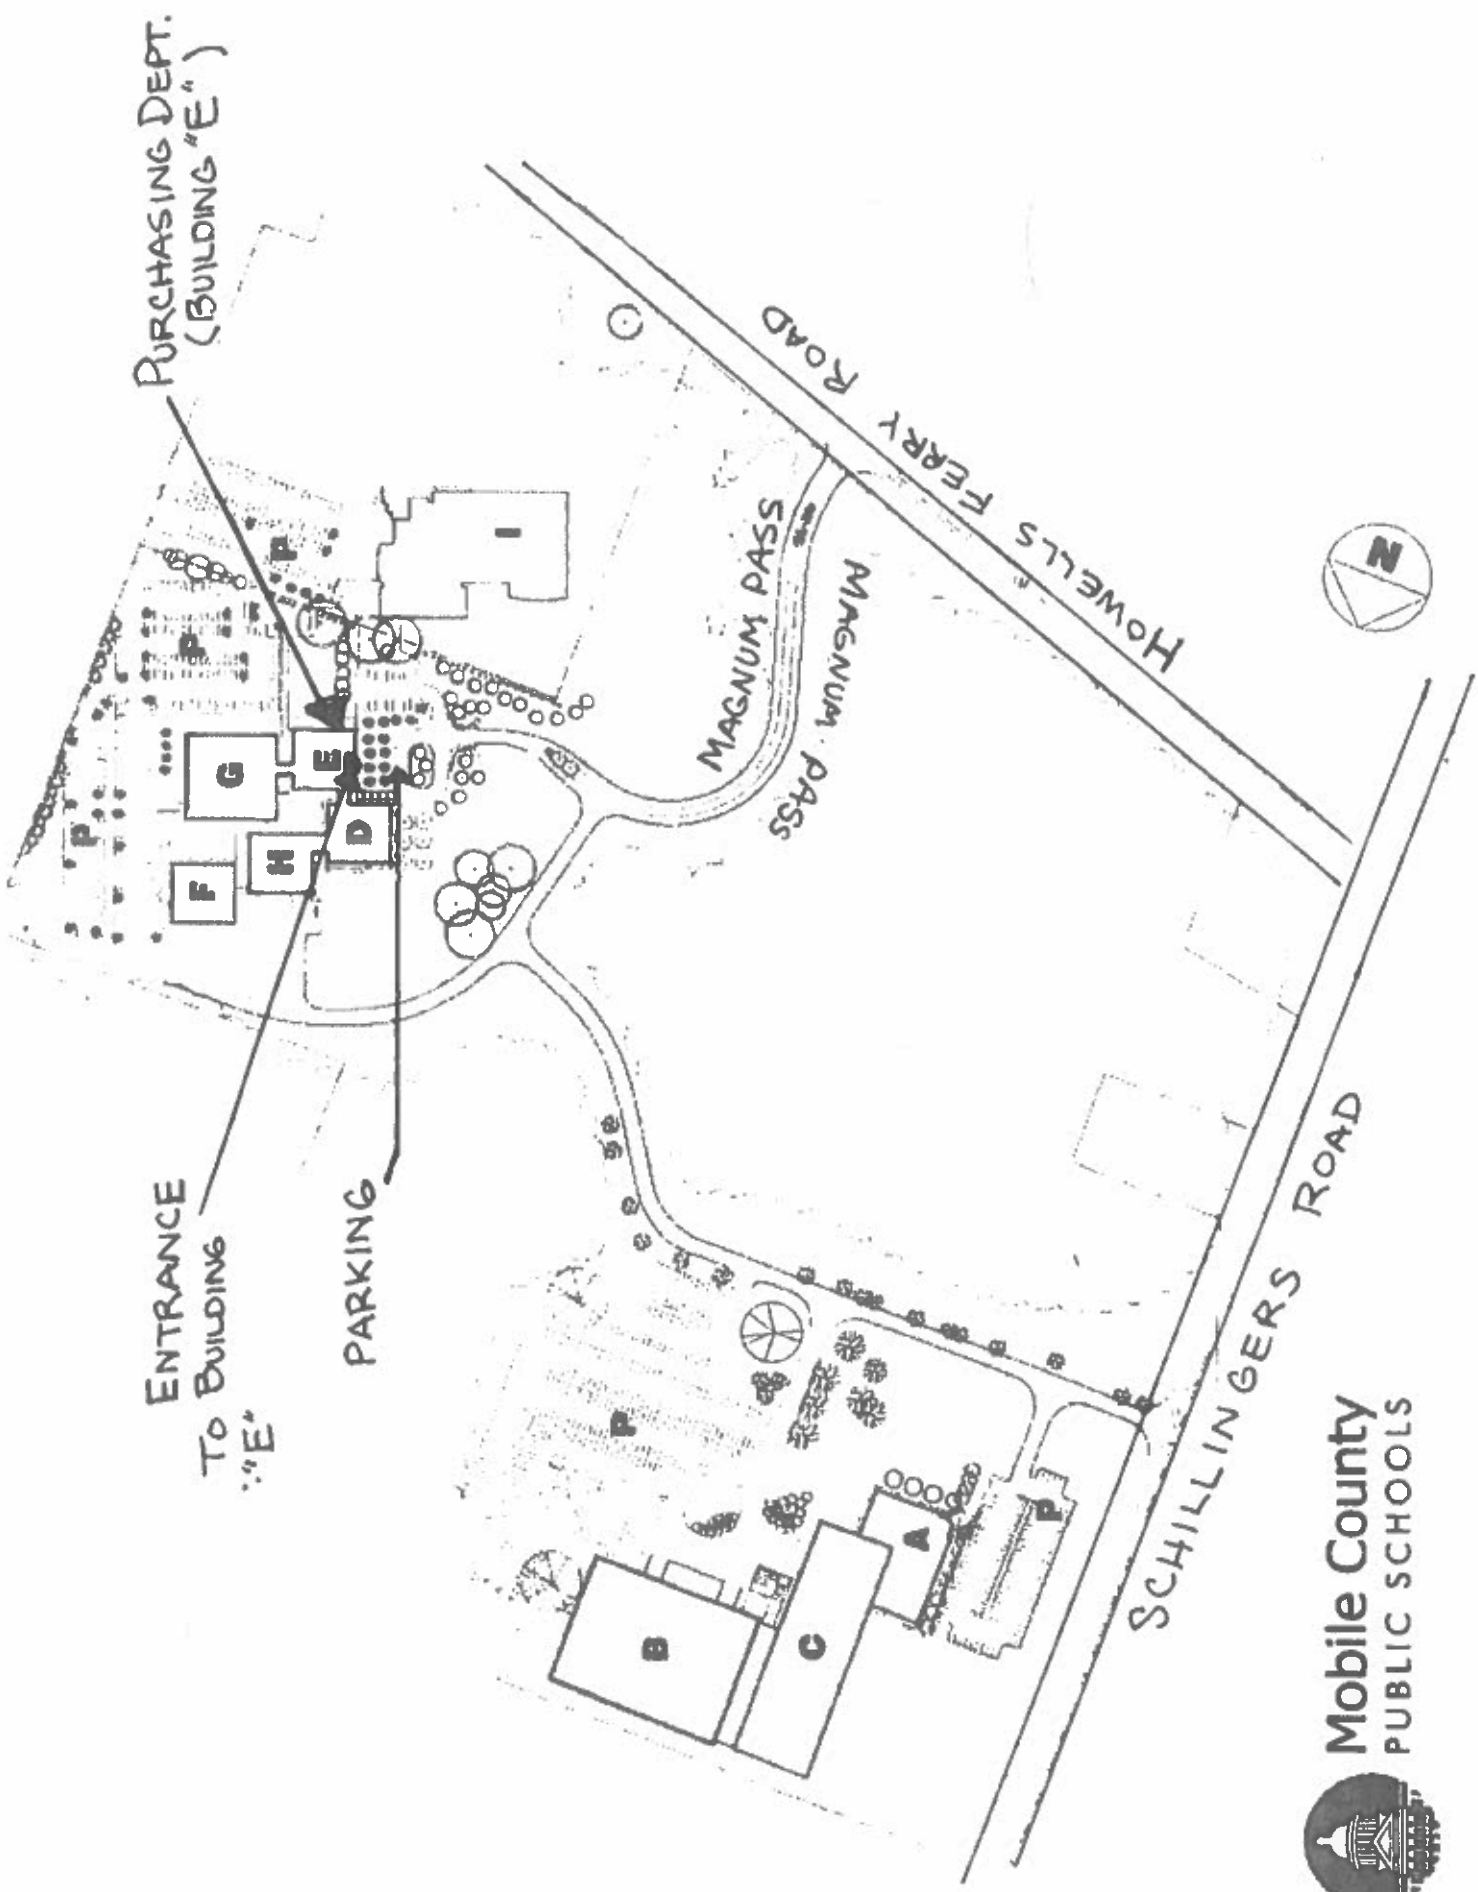 PURCHASING DEPT.
(BUILDING "E")
ENTRANCE
TO BUILDING
"E"
PARKING
P
P
P
G
E
H
F
D
I
MAGNUM PASS
MAGNUM PASS
HOWELLS FERRY ROAD
N
SCHILLINGERS ROAD
P
P
A
B
C
Mobile County
PUBLIC SCHOOLS